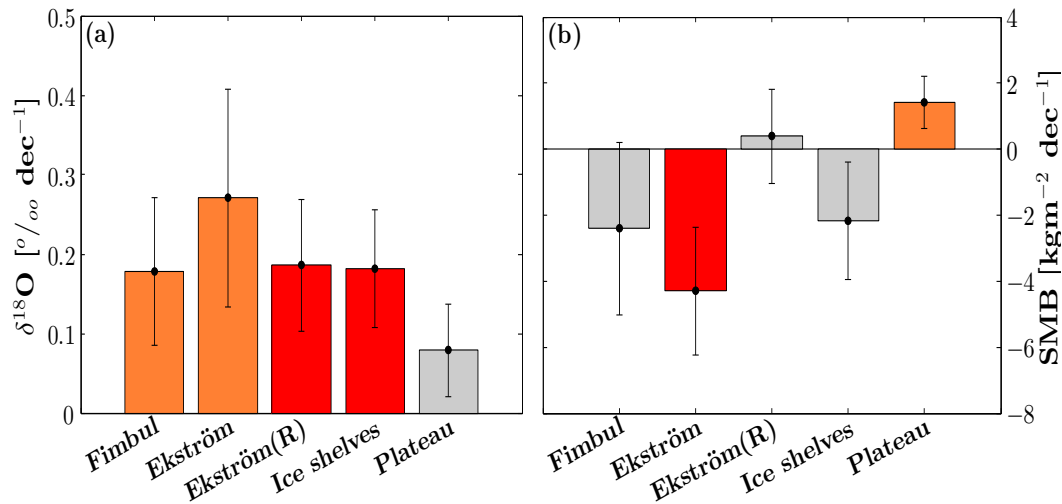 (a)
δ¹⁸O [º/ₒₒ dec⁻¹]
0.5
0.4
0.3
0.2
0.1
0
Fimbul
Ekström
Ekström(R)
Ice shelves
Plateau
(b)
4
2
0
−2
−4
−6
−8
SMB [kgm⁻² dec⁻¹]
Fimbul
Ekström
Ekström(R)
Ice shelves
Plateau